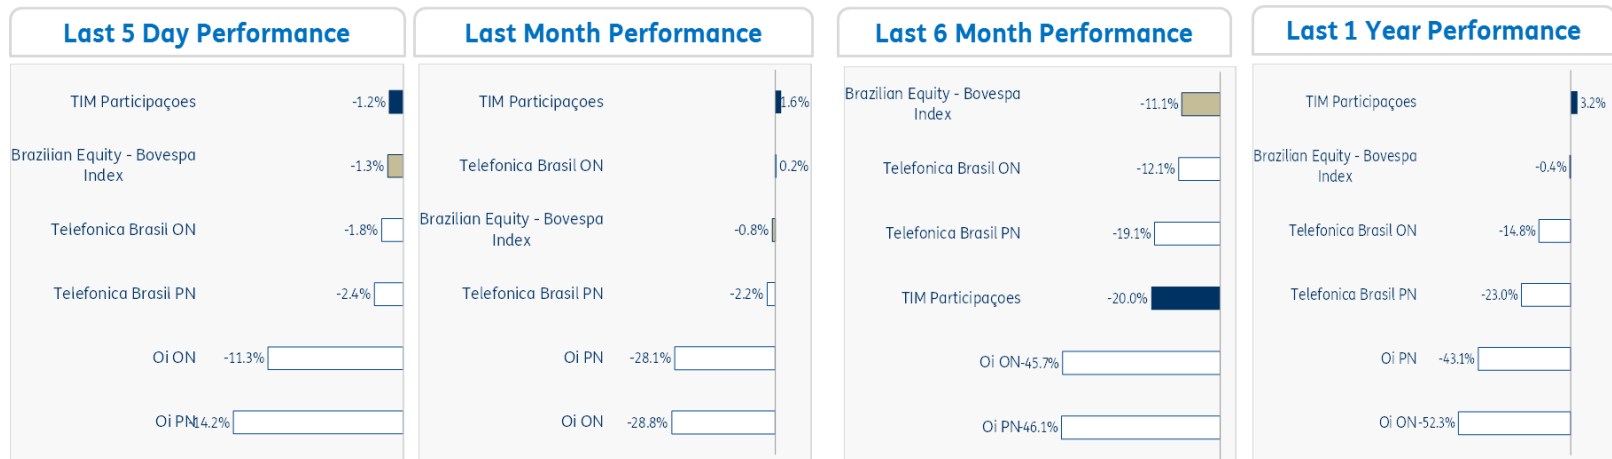 Last 5 Day Performance
TIM Participaçoes -1.2%
Brazilian Equity - Bovespa
Index
-1.3%
Telefonica Brasil ON -1.8%
Telefonica Brasil PN -2.4%
Oi ON -11.3%
Oi PN -14.2%
Last Month Performance
TIM Participaçoes 1.6%
Telefonica Brasil ON 0.2%
Brazilian Equity - Bovespa
Index
-0.8%
Telefonica Brasil PN -2.2%
Oi PN -28.1%
Oi ON -28.8%
Last 6 Month Performance
Brazilian Equity - Bovespa
Index
-11.1%
Telefonica Brasil ON -12.1%
Telefonica Brasil PN -19.1%
TIM Participaçoes -20.0%
Oi ON -45.7%
Oi PN -46.1%
Last 1 Year Performance
TIM Participaçoes 3.2%
Brazilian Equity - Bovespa
Index
-0.4%
Telefonica Brasil ON -14.8%
Telefonica Brasil PN -23.0%
Oi PN -43.1%
Oi ON -52.3%